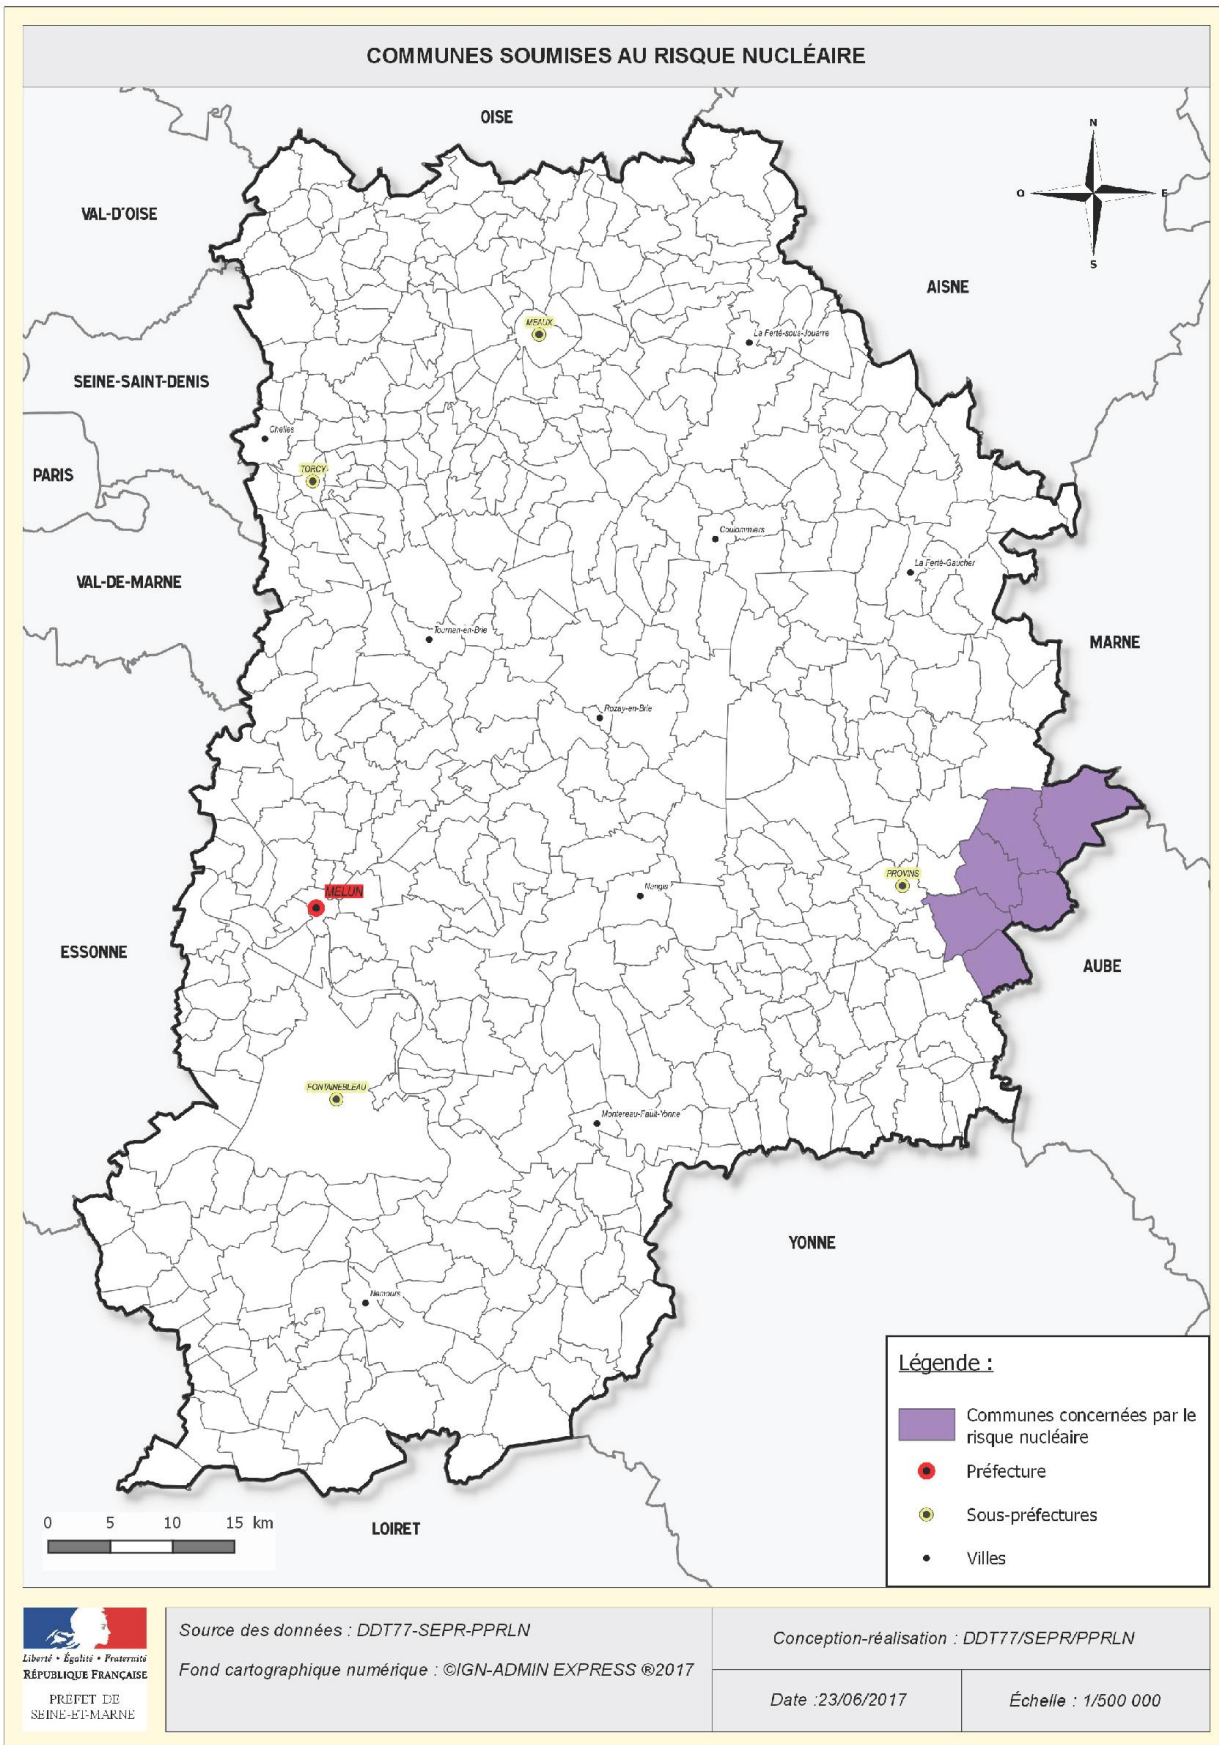 COMMUNES SOUMISES AU RISQUE NUCLÉAIRE
OISE
N
O
E
S
VAL-D'OISE
AISNE
MEAUX
La Ferté-sous-Jouarre
SEINE-SAINT-DENIS
Chelles
TORCY
PARIS
Coulommiers
La Ferté-Gaucher
VAL-DE-MARNE
Tournan-en-Brie
MARNE
Rozay-en-Brie
PROVINS
MELUN
Nangis
ESSONNE
AUBE
FONTAINEBLEAU
Montereau-Fault-Yonne
YONNE
Nemours
Légende :
Communes concernées par le
risque nucléaire
Préfecture
Sous-préfectures
Villes
0 5 10 15 km
LOIRET
Liberté • Égalité • Fraternité
RÉPUBLIQUE FRANÇAISE
PREFET DE
SEINE-ET-MARNE
Source des données : DDT77-SEPR-PPRLN
Fond cartographique numérique : ©IGN-ADMIN EXPRESS ®2017
Conception-réalisation : DDT77/SEPR/PPRLN
Date :23/06/2017
Échelle : 1/500 000